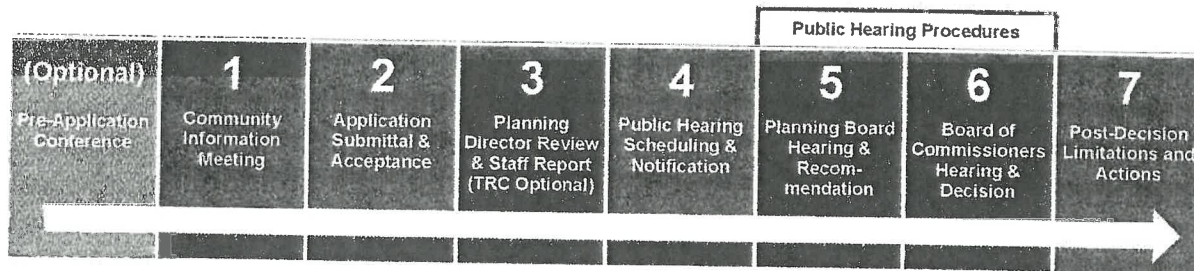 Public Hearing Procedures
(Optional)
Pre-Application
Conference
1
Community
Information
Meeting
2
Application
Submittal &
Acceptance
3
Planning
Director Review
& Staff Report
(TRC Optional)
4
Public Hearing
Scheduling &
Notification
5
Planning Board
Hearing &
Recom-
mendation
6
Board of
Commissioners
Hearing &
Decision
7
Post-Decision
Limitations and
Actions